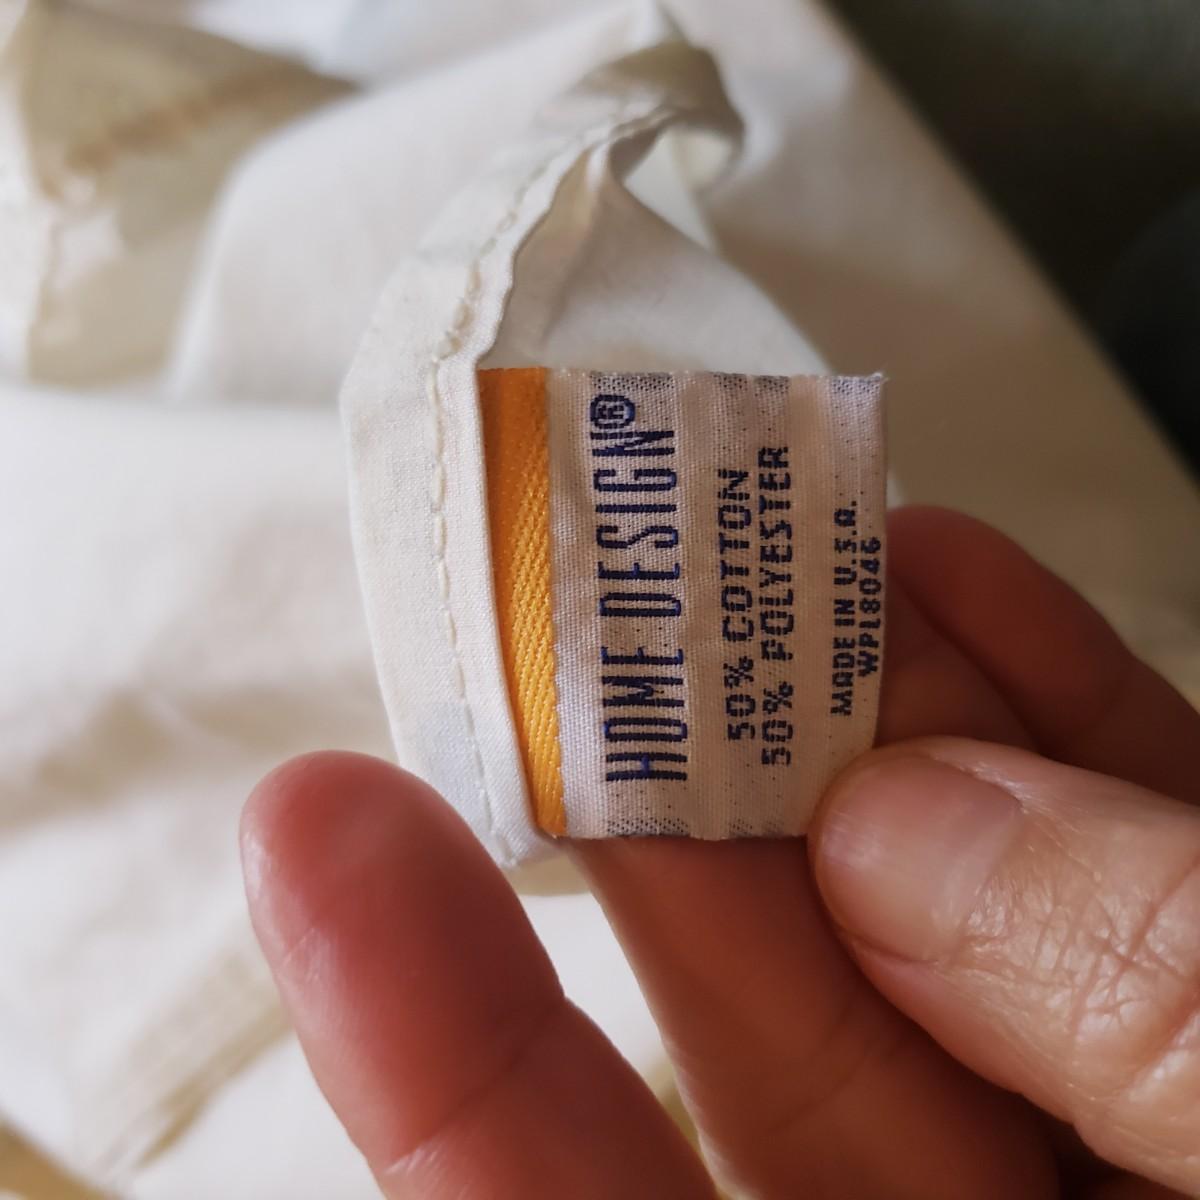 HOME DESIGN®
50% COTTON
50% POLYESTER
MADE IN U.S.A.
WPL8046